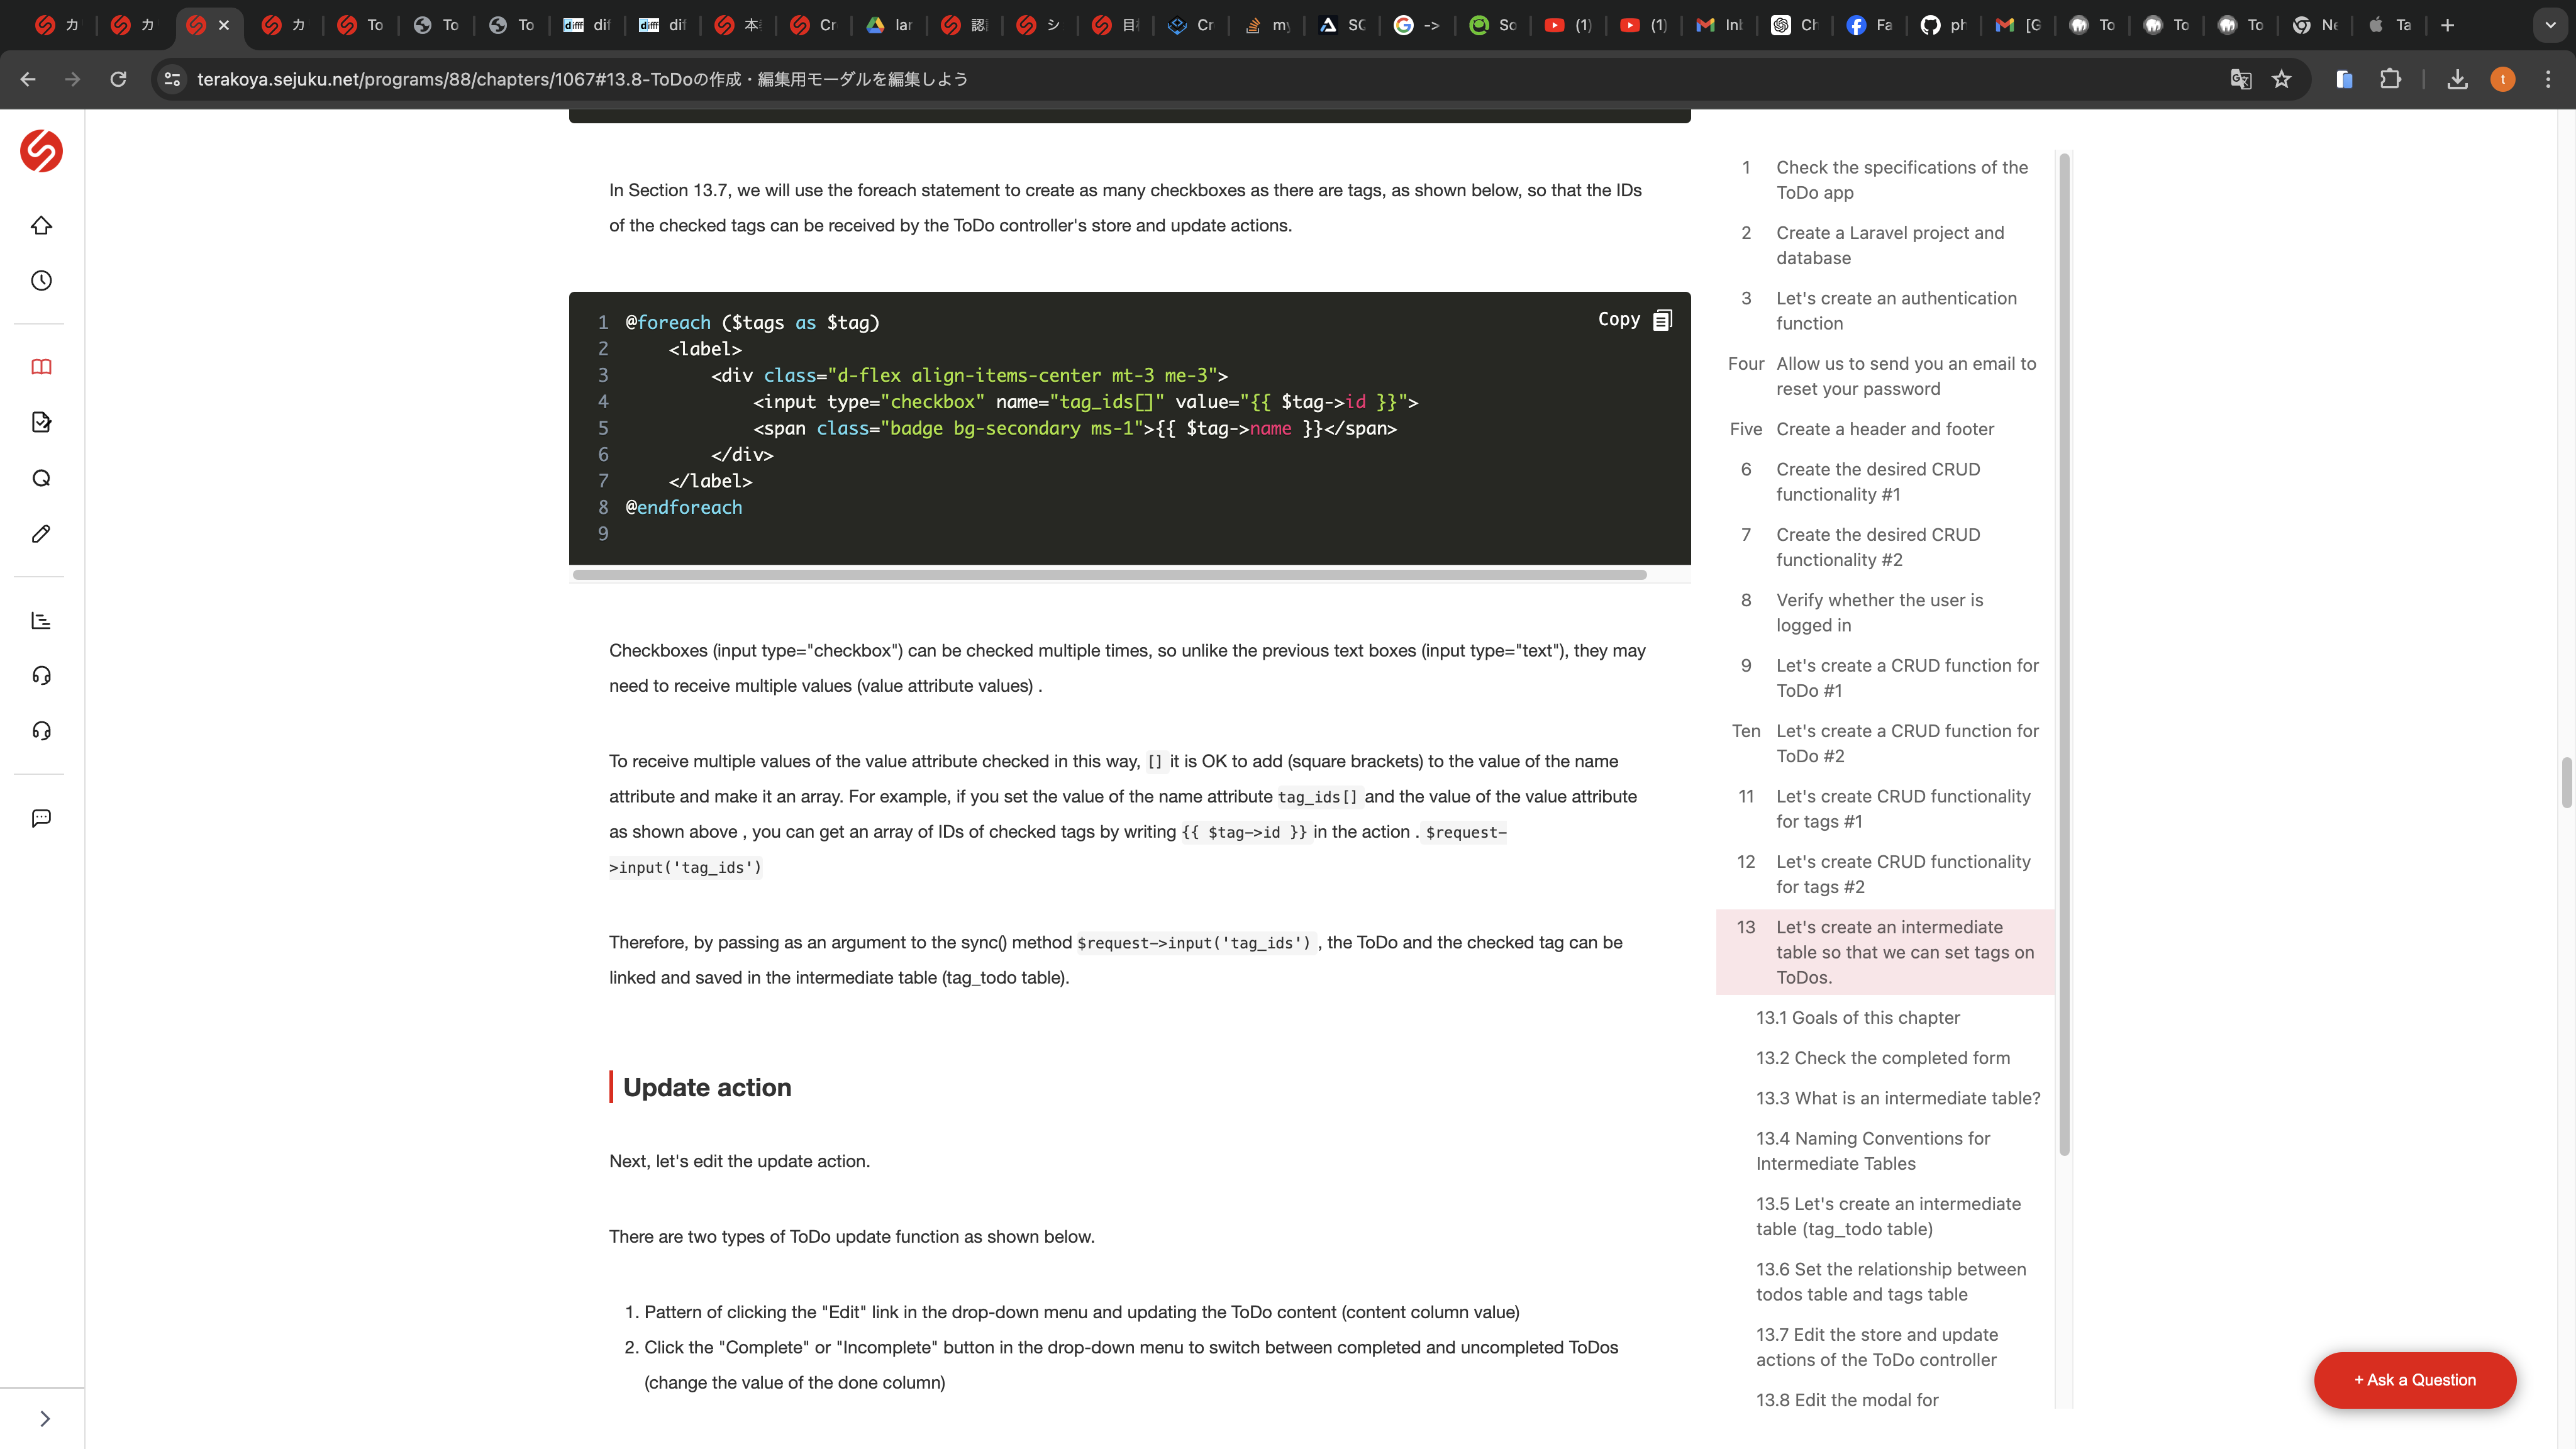 カ
カ
カ
To
To
To
dif
dif
本
Cr
lar
認
シ
目
Cr
my
SC
->
So
(1)
(1)
Inb
Ch
Fa
ph
[G
To
To
To
Ne
Ta
terakoya.sejuku.net/programs/88/chapters/1067#13.8-ToDoの作成・編集用モーダルを編集しよう
t
In Section 13.7, we will use the foreach statement to create as many checkboxes as there are tags, as shown below, so that the IDs
of the checked tags can be received by the ToDo controller's store and update actions.
Copy
1 @foreach ($tags as $tag)
2 <label>
3 <div class="d-flex align-items-center mt-3 me-3">
4 <input type="checkbox" name="tag_ids[]" value="{{ $tag->id }}">
5 <span class="badge bg-secondary ms-1">{{ $tag->name }}</span>
6 </div>
7 </label>
8 @endforeach
9
Checkboxes (input type="checkbox") can be checked multiple times, so unlike the previous text boxes (input type="text"), they may
need to receive multiple values (value attribute values) .
To receive multiple values of the value attribute checked in this way, [] it is OK to add (square brackets) to the value of the name
attribute and make it an array. For example, if you set the value of the name attribute tag_ids[] and the value of the value attribute
as shown above , you can get an array of IDs of checked tags by writing {{ $tag->id }} in the action . $request-
>input('tag_ids')
Therefore, by passing as an argument to the sync() method $request->input('tag_ids') , the ToDo and the checked tag can be
linked and saved in the intermediate table (tag_todo table).
Update action
Next, let's edit the update action.
There are two types of ToDo update function as shown below.
1. Pattern of clicking the "Edit" link in the drop-down menu and updating the ToDo content (content column value)
2. Click the "Complete" or "Incomplete" button in the drop-down menu to switch between completed and uncompleted ToDos
(change the value of the done column)
1 Check the specifications of the
ToDo app
2 Create a Laravel project and
database
3 Let's create an authentication
function
Four Allow us to send you an email to
reset your password
Five Create a header and footer
6 Create the desired CRUD
functionality #1
7 Create the desired CRUD
functionality #2
8 Verify whether the user is
logged in
9 Let's create a CRUD function for
ToDo #1
Ten Let's create a CRUD function for
ToDo #2
11 Let's create CRUD functionality
for tags #1
12 Let's create CRUD functionality
for tags #2
13 Let's create an intermediate
table so that we can set tags on
ToDos.
13.1 Goals of this chapter
13.2 Check the completed form
13.3 What is an intermediate table?
13.4 Naming Conventions for
Intermediate Tables
13.5 Let's create an intermediate
table (tag_todo table)
13.6 Set the relationship between
todos table and tags table
13.7 Edit the store and update
actions of the ToDo controller
13.8 Edit the modal for
+ Ask a Question